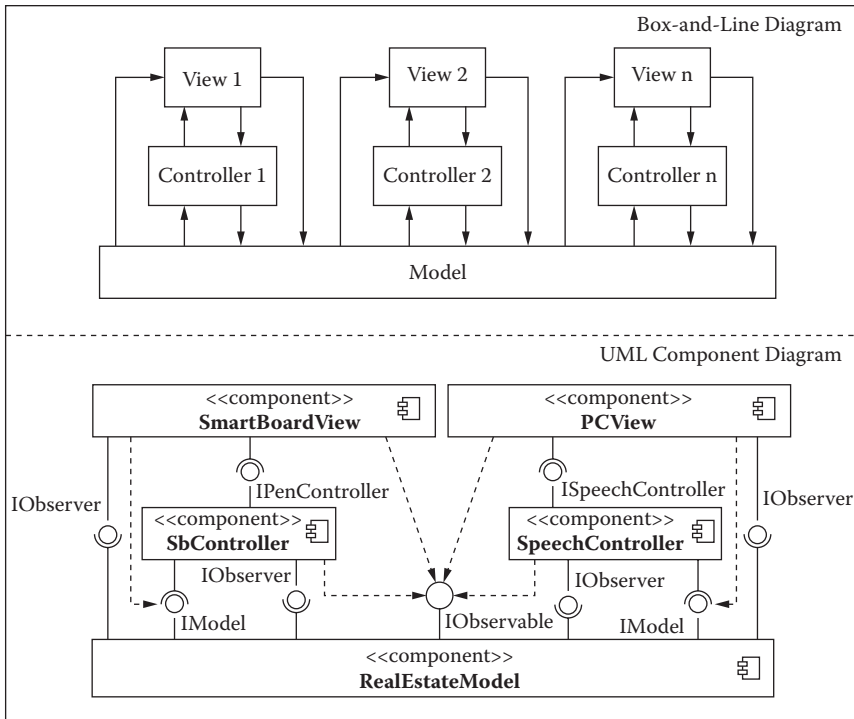 Box-and-Line Diagram
View 1
View 2
View n
Controller 1
Controller 2
Controller n
Model
UML Component Diagram
<<component>>
SmartBoardView
<<component>>
PCView
IObserver
IPenController
ISpeechController
IObserver
<<component>>
SbController
<<component>>
SpeechController
IObserver
IObserver
IModel
IObservable
IModel
<<component>>
RealEstateModel